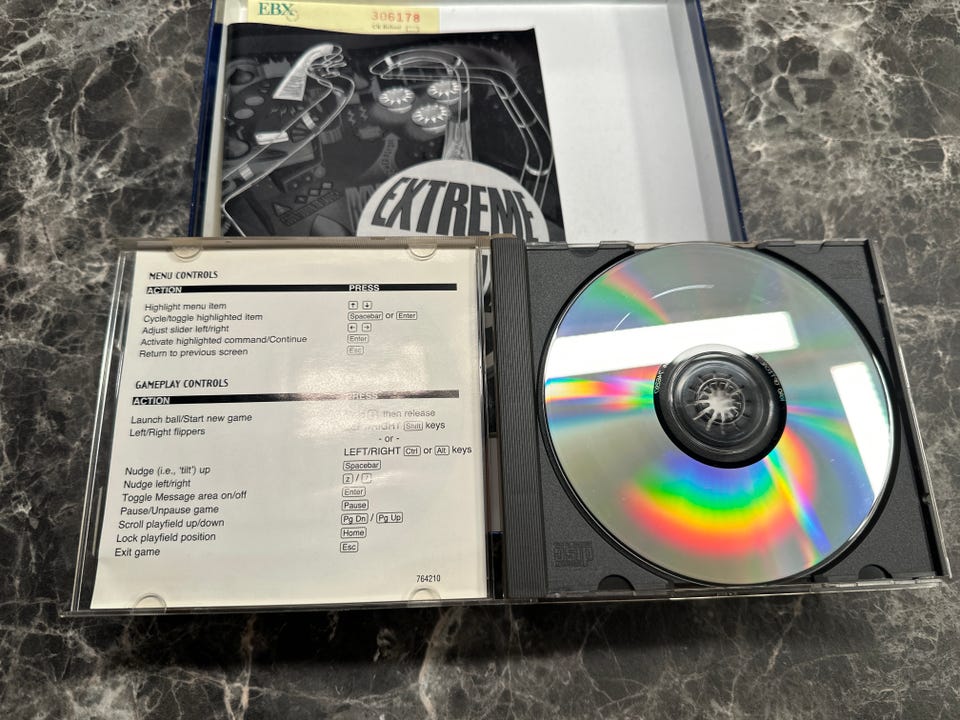 EBX
306178
EXTREME
MENU CONTROLS
ACTION PRESS
Highlight menu item ↑ ↓
Cycle/toggle highlighted item Spacebar or Enter
Adjust slider left/right ← →
Activate highlighted command/Continue Enter
Return to previous screen Esc
GAMEPLAY CONTROLS
ACTION PRESS
Launch ball/Start new game then release
Left/Right flippers LEFT/RIGHT Shift keys
- or -
LEFT/RIGHT Ctrl or Alt keys
Nudge (i.e., 'tilt') up Spacebar
Nudge left/right z /
Toggle Message area on/off Enter
Pause/Unpause game Pause
Scroll playfield up/down Pg Dn / Pg Up
Lock playfield position Home
Exit game Esc
764210